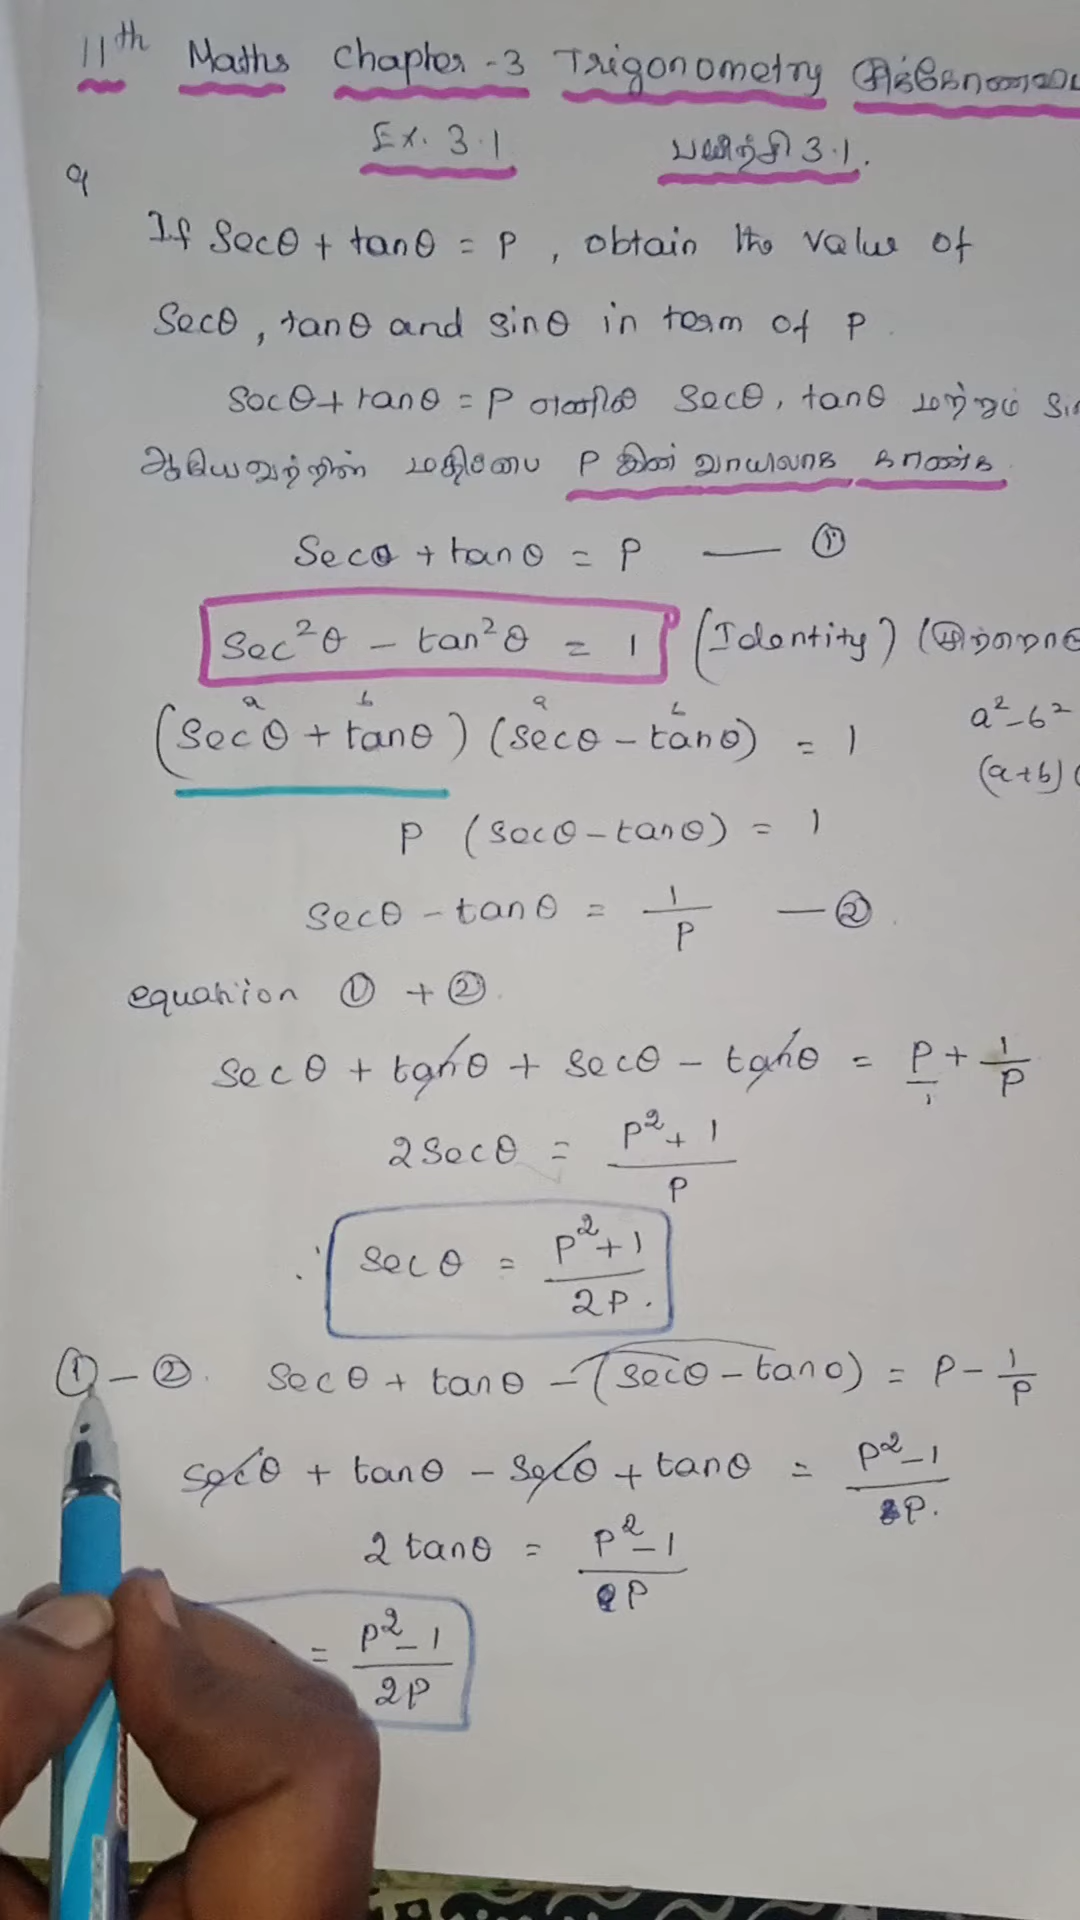 11th Maths Chapter-3 Trigonometry
Ex. 3.1 பயிற்சி 3.1.
9
If Secθ + tanθ = P, obtain the value of
Secθ, tanθ and sinθ in term of P.
Secθ + tanθ = P எனில் Secθ, tanθ மற்றும் Sin
ஆகியவற்றின் மதிப்பை P இன் வாயிலாக காண்க.
Secθ + tanθ = P — ①
Sec²θ – tan²θ = 1 (Identity)
a b a b
(Secθ + tanθ) (Secθ – tanθ) = 1 a²-b²
(a+b)(
P (Secθ – tanθ) = 1
Secθ – tanθ = 1/P — ②
equation ① + ②
Secθ + tanθ + Secθ – tanθ = P/1 + 1/P
2 Secθ = P²+1/P
∴ Secθ = P²+1/2P.
① – ②. Secθ + tanθ – (Secθ – tanθ) = P – 1/P
Secθ + tanθ – Secθ + tanθ = P²-1/P.
2 tanθ = P²-1/P
= P²-1/2P